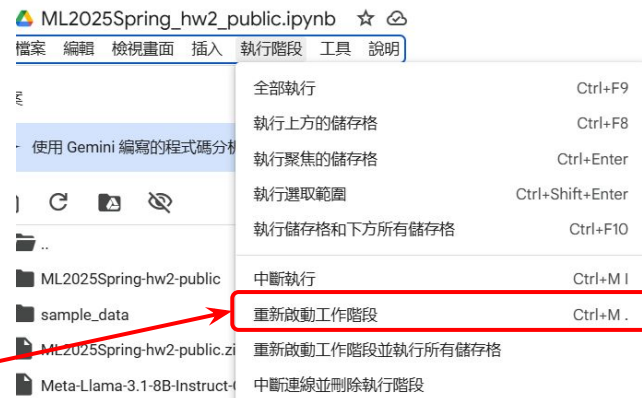 ML2025Spring_hw2_public.ipynb
檔案 編輯 檢視畫面 插入 執行階段 工具 說明
全部執行 Ctrl+F9
執行上方的儲存格 Ctrl+F8
使用 Gemini 編寫的程式碼分析
執行聚焦的儲存格 Ctrl+Enter
執行選取範圍 Ctrl+Shift+Enter
執行儲存格和下方所有儲存格 Ctrl+F10
..
ML2025Spring-hw2-public
中斷執行 Ctrl+M I
sample_data
重新啟動工作階段 Ctrl+M .
ML2025Spring-hw2-public.zi
重新啟動工作階段並執行所有儲存格
Meta-Llama-3.1-8B-Instruct-
中斷連線並刪除執行階段